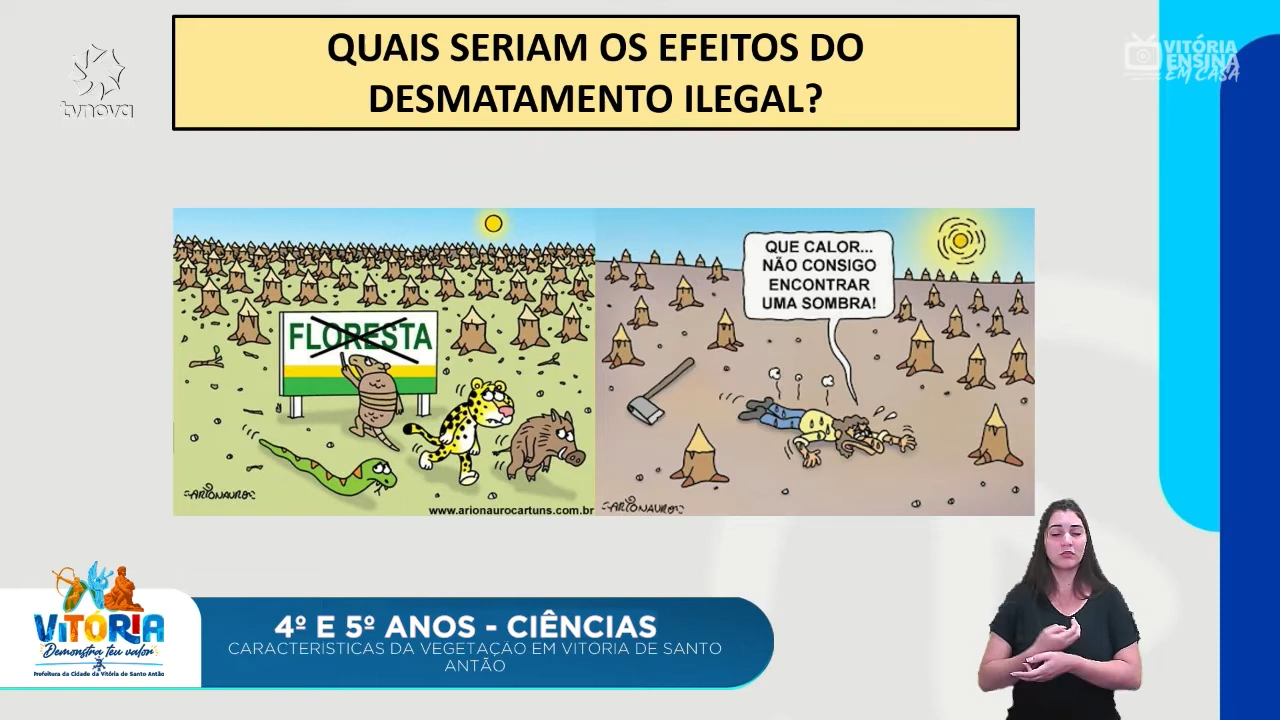 QUAIS SERIAM OS EFEITOS DO
DESMATAMENTO ILEGAL?
tvnova
VITÓRIA
ENSINA
EM CASA
FLORESTA
ARIONAURO
www.arionaurocartuns.com.br
QUE CALOR...
NÃO CONSIGO
ENCONTRAR
UMA SOMBRA!
ARIONAURO
VITÓRIA
Demonstra teu valor
Prefeitura da Cidade da Vitória de Santo Antão
4º E 5º ANOS - CIÊNCIAS
CARACTERÍSTICAS DA VEGETAÇÃO EM VITÓRIA DE SANTO
ANTÃO